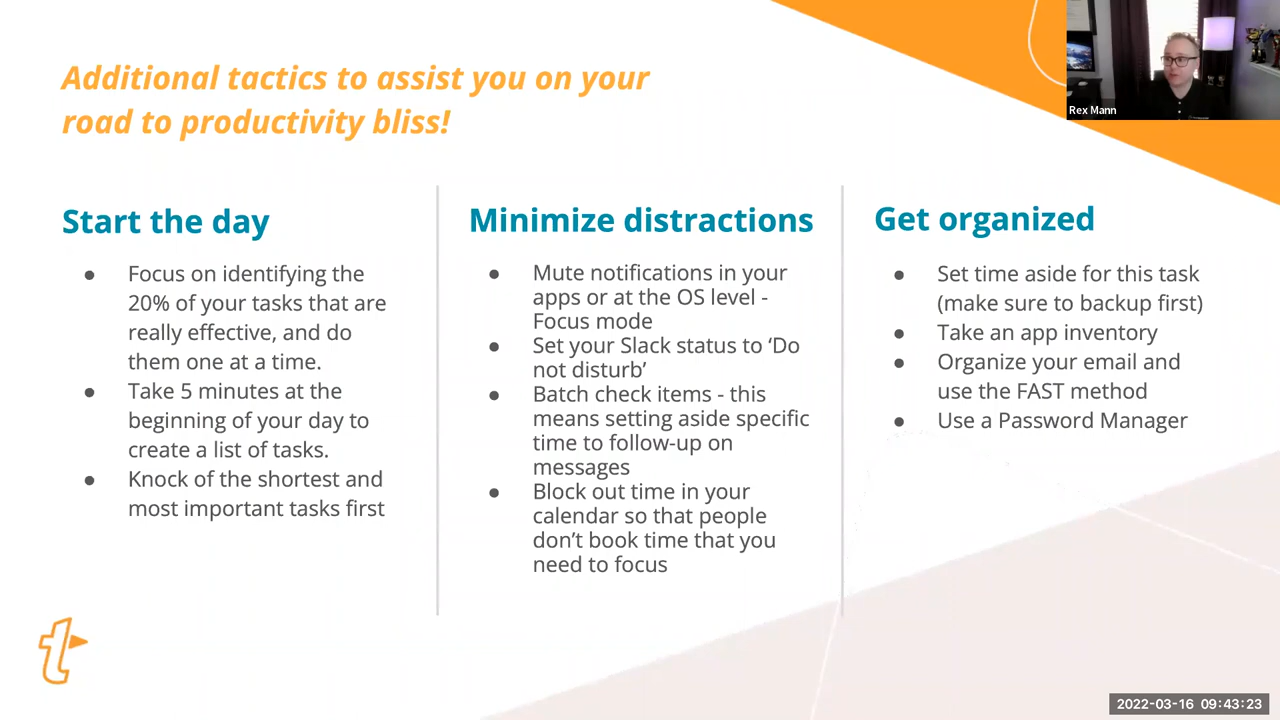 Additional tactics to assist you on your
road to productivity bliss!
Rex Mann
Start the day
● Focus on identifying the
20% of your tasks that are
really effective, and do
them one at a time.
● Take 5 minutes at the
beginning of your day to
create a list of tasks.
● Knock of the shortest and
most important tasks first
Minimize distractions
● Mute notifications in your
apps or at the OS level -
Focus mode
● Set your Slack status to ‘Do
not disturb’
● Batch check items - this
means setting aside specific
time to follow-up on
messages
● Block out time in your
calendar so that people
don’t book time that you
need to focus
Get organized
● Set time aside for this task
(make sure to backup first)
● Take an app inventory
● Organize your email and
use the FAST method
● Use a Password Manager
t
2022-03-16 09:43:23